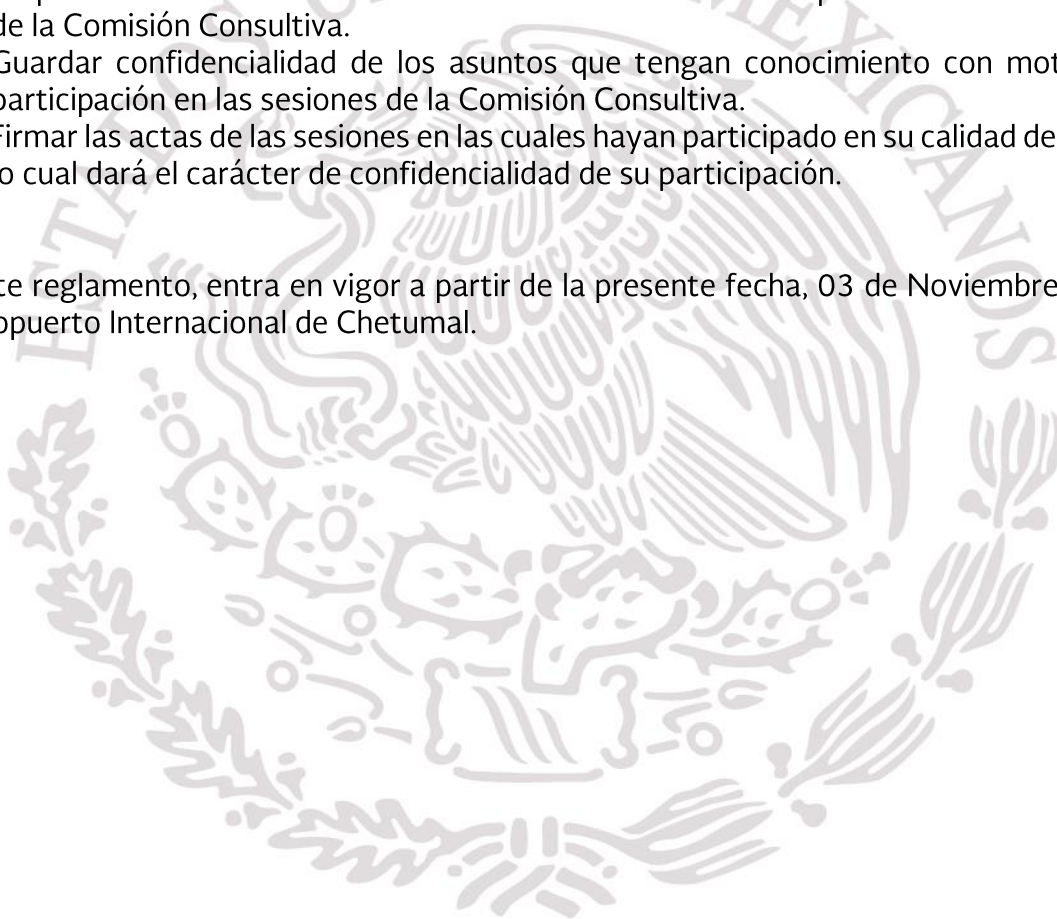 de la Comisión Consultiva.
Guardar confidencialidad de los asuntos que tengan conocimiento con mot
participación en las sesiones de la Comisión Consultiva.
Firmar las actas de las sesiones en las cuales hayan participado en su calidad de
lo cual dará el carácter de confidencialidad de su participación.
te reglamento, entra en vigor a partir de la presente fecha, 03 de Noviembre
opuerto Internacional de Chetumal.
ESTADOS U
MEXICANOS